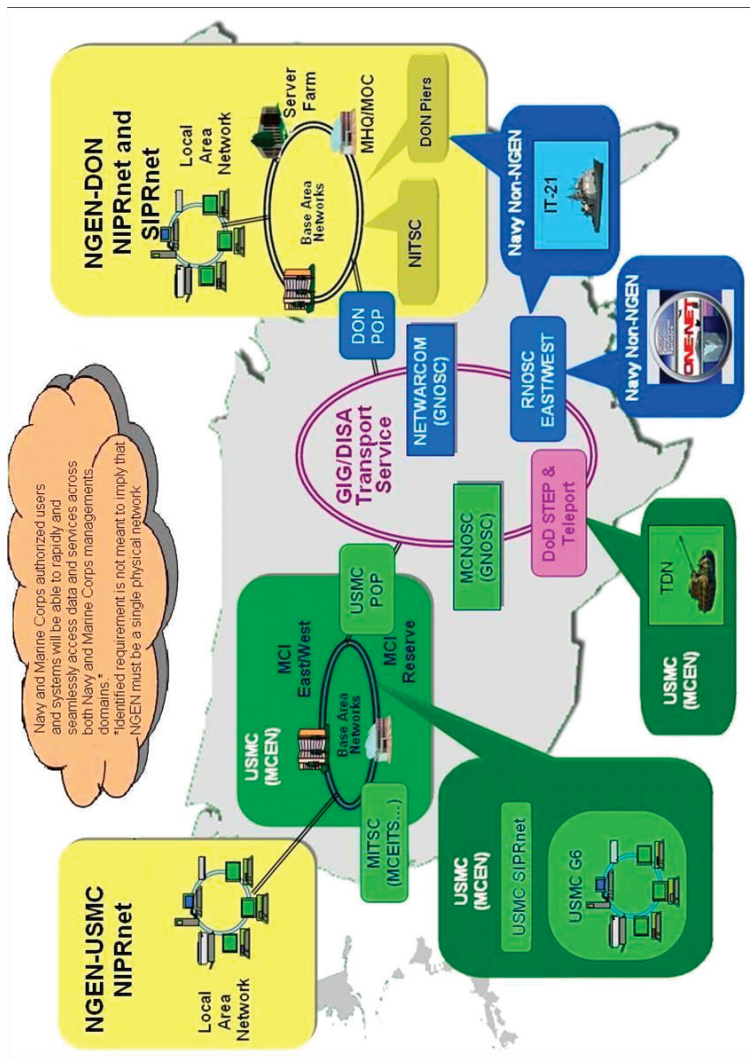 Navy and Marine Corps authorized users
and systems will be able to rapidly and
seamlessly access data and services across
both Navy and Marine Corps managements
domains.*
*Identified requirement is not meant to imply that
NGEN must be a single physical network
NGEN-USMC
NIPRnet
Local
Area
Network
USMC
(MCEN)
MCI
East/West
Base Area
Networks
MCI
Reserve
MITSC
(MCEITS...)
USMC
POP
GIG/DISA
Transport
Service
DON
POP
NGEN-DON
NIPRnet and
SIPRnet
Local Area
Network
Server
Farm
Base Area
Networks
MHQ/MOC
NITSC
DON Piers
MCNOSC
(GNOSC)
NETWARCOM
(GNOSC)
DoD STEP &
Teleport
RNOSC
EAST/WEST
USMC
(MCEN)
USMC SIPRnet
USMC G6
USMC
(MCEN)
TDN
Navy Non-NGEN
ONE-NET
Navy Non-NGEN
IT-21